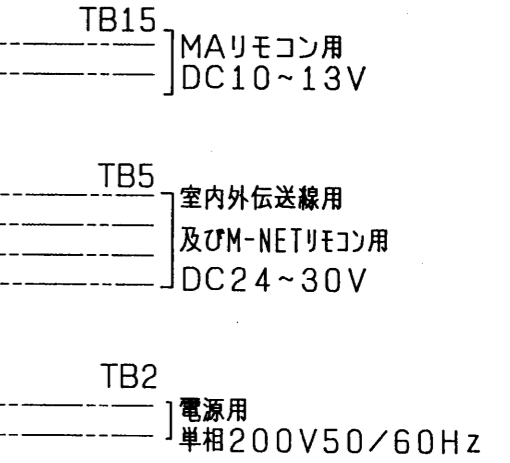 TB15
MAリモコン用
DC10~13V
TB5
室内外伝送線用
及びM-NETリモコン用
DC24~30V
TB2
電源用
単相200V50/60Hz